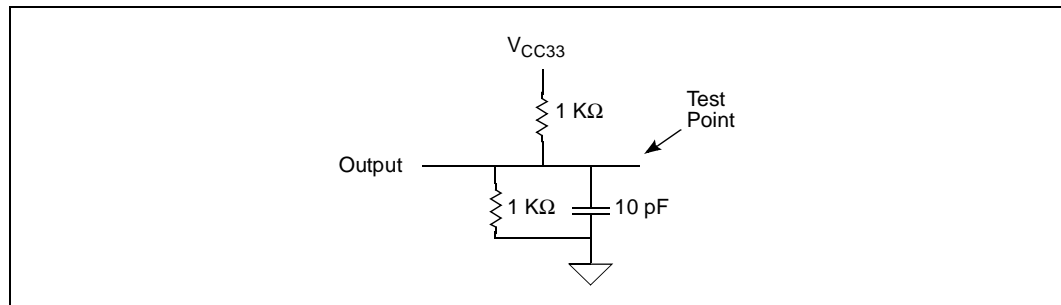 VCC33
1 KΩ
Test
Point
Output
1 KΩ
10 pF